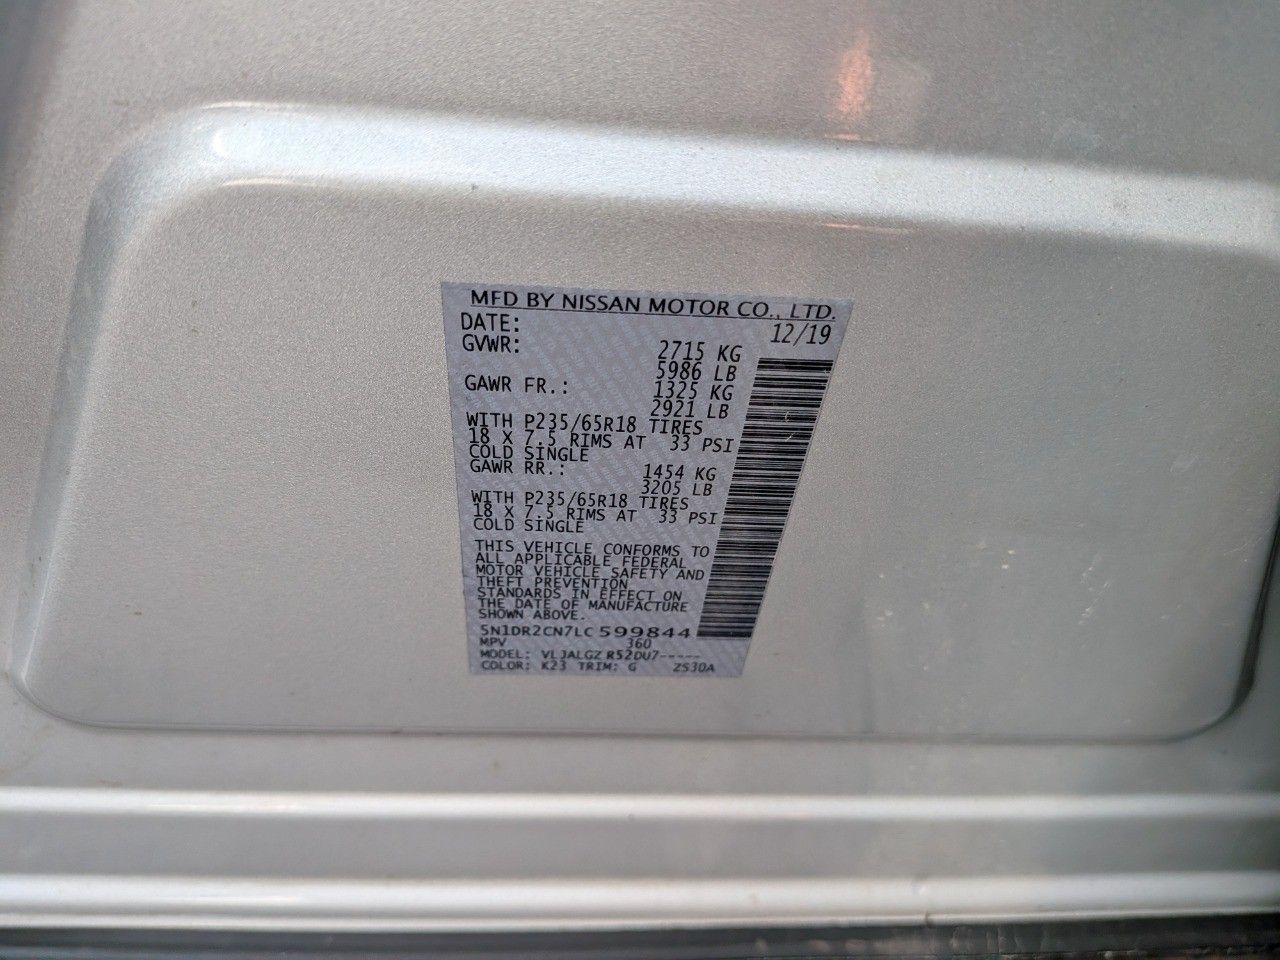 MFD BY NISSAN MOTOR CO., LTD.
DATE: 12/19
GVWR: 2715 KG
5986 LB
GAWR FR.: 1325 KG
2921 LB
WITH P235/65R18 TIRES
18 X 7.5 RIMS AT 33 PSI
COLD SINGLE
GAWR RR.: 1454 KG
3205 LB
WITH P235/65R18 TIRES
18 X 7.5 RIMS AT 33 PSI
COLD SINGLE
THIS VEHICLE CONFORMS TO
ALL APPLICABLE FEDERAL
MOTOR VEHICLE SAFETY AND
THEFT PREVENTION
STANDARDS IN EFFECT ON
THE DATE OF MANUFACTURE
SHOWN ABOVE.
5N1DR2CN7LC599844
MPV 360
MODEL: VLJALGZ R52DU7-----
COLOR: K23 TRIM: G ZS30A